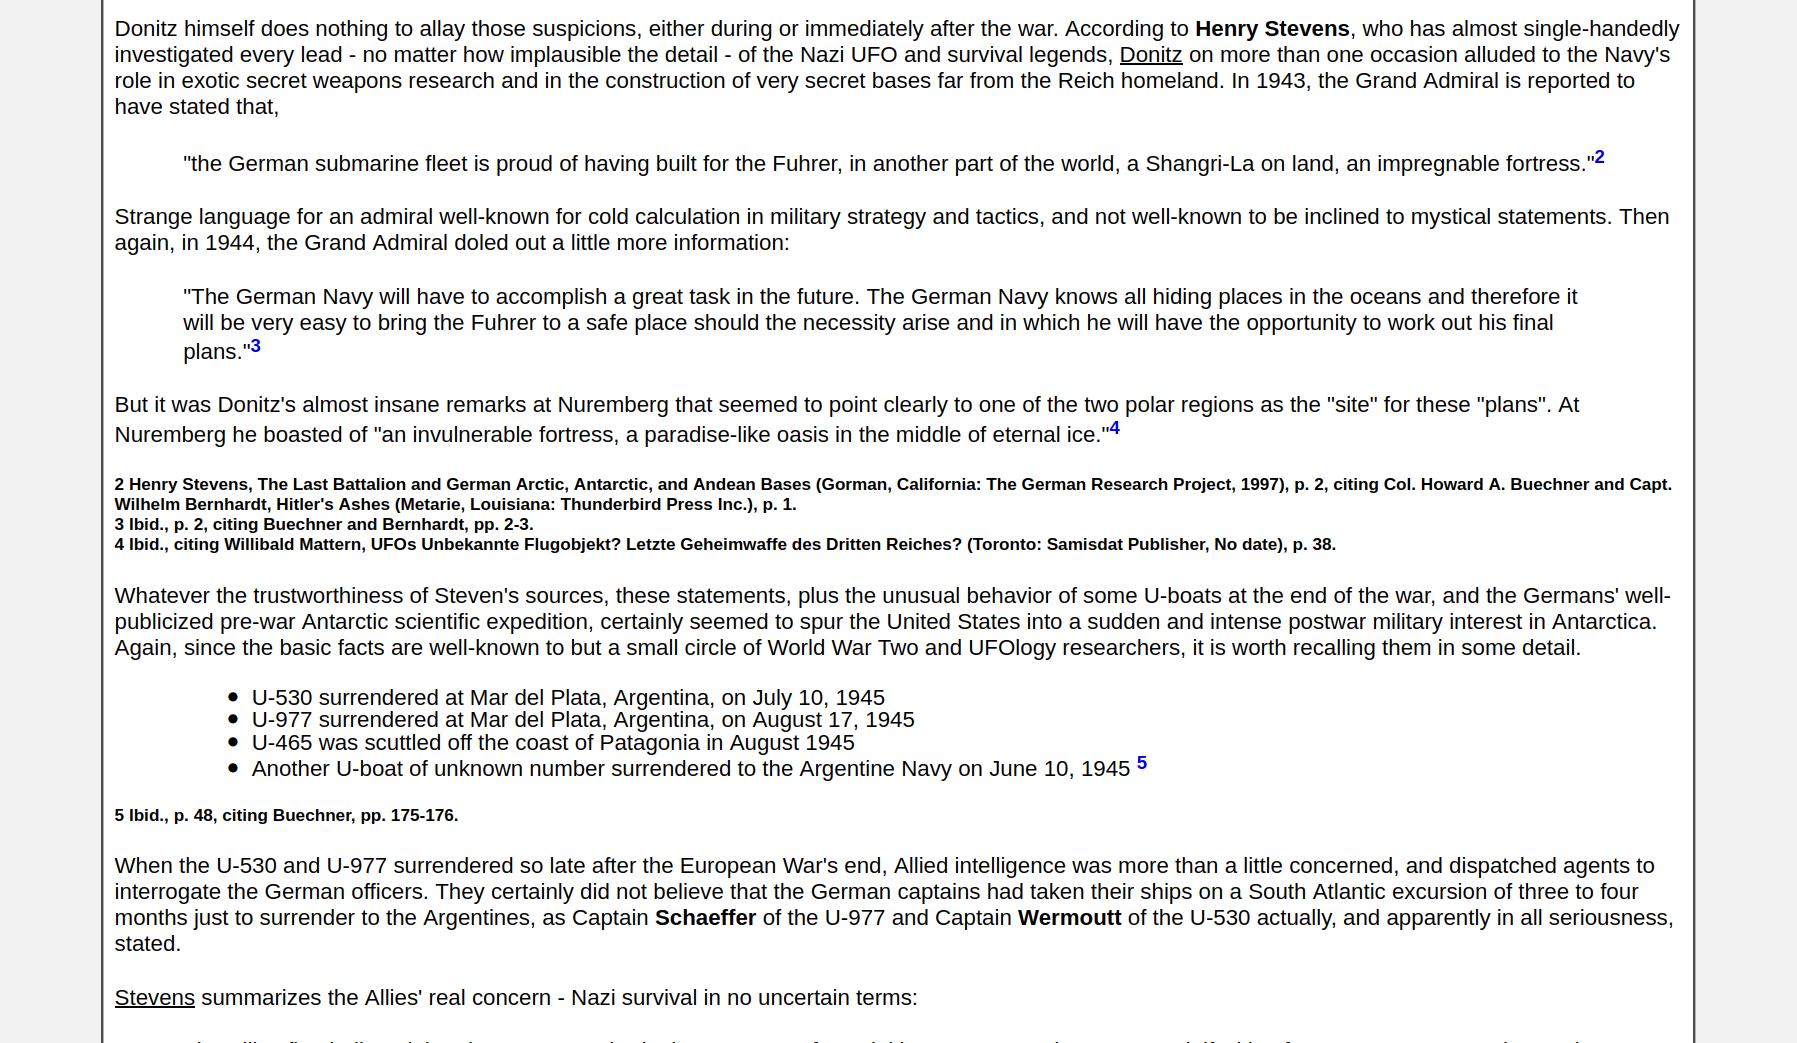 Donitz himself does nothing to allay those suspicions, either during or immediately after the war. According to Henry Stevens, who has almost single-handedly
investigated every lead - no matter how implausible the detail - of the Nazi UFO and survival legends, Donitz on more than one occasion alluded to the Navy's
role in exotic secret weapons research and in the construction of very secret bases far from the Reich homeland. In 1943, the Grand Admiral is reported to
have stated that,
"the German submarine fleet is proud of having built for the Fuhrer, in another part of the world, a Shangri-La on land, an impregnable fortress."2
Strange language for an admiral well-known for cold calculation in military strategy and tactics, and not well-known to be inclined to mystical statements. Then
again, in 1944, the Grand Admiral doled out a little more information:
"The German Navy will have to accomplish a great task in the future. The German Navy knows all hiding places in the oceans and therefore it
will be very easy to bring the Fuhrer to a safe place should the necessity arise and in which he will have the opportunity to work out his final
plans."3
But it was Donitz's almost insane remarks at Nuremberg that seemed to point clearly to one of the two polar regions as the "site" for these "plans". At
Nuremberg he boasted of "an invulnerable fortress, a paradise-like oasis in the middle of eternal ice."4
2 Henry Stevens, The Last Battalion and German Arctic, Antarctic, and Andean Bases (Gorman, California: The German Research Project, 1997), p. 2, citing Col. Howard A. Buechner and Capt.
Wilhelm Bernhardt, Hitler's Ashes (Metarie, Louisiana: Thunderbird Press Inc.), p. 1.
3 Ibid., p. 2, citing Buechner and Bernhardt, pp. 2-3.
4 Ibid., citing Willibald Mattern, UFOs Unbekannte Flugobjekt? Letzte Geheimwaffe des Dritten Reiches? (Toronto: Samisdat Publisher, No date), p. 38.
Whatever the trustworthiness of Steven's sources, these statements, plus the unusual behavior of some U-boats at the end of the war, and the Germans' well-
publicized pre-war Antarctic scientific expedition, certainly seemed to spur the United States into a sudden and intense postwar military interest in Antarctica.
Again, since the basic facts are well-known to but a small circle of World War Two and UFOlogy researchers, it is worth recalling them in some detail.
● U-530 surrendered at Mar del Plata, Argentina, on July 10, 1945
● U-977 surrendered at Mar del Plata, Argentina, on August 17, 1945
● U-465 was scuttled off the coast of Patagonia in August 1945
● Another U-boat of unknown number surrendered to the Argentine Navy on June 10, 1945 5
5 Ibid., p. 48, citing Buechner, pp. 175-176.
When the U-530 and U-977 surrendered so late after the European War's end, Allied intelligence was more than a little concerned, and dispatched agents to
interrogate the German officers. They certainly did not believe that the German captains had taken their ships on a South Atlantic excursion of three to four
months just to surrender to the Argentines, as Captain Schaeffer of the U-977 and Captain Wermoutt of the U-530 actually, and apparently in all seriousness,
stated.
Stevens summarizes the Allies' real concern - Nazi survival in no uncertain terms: